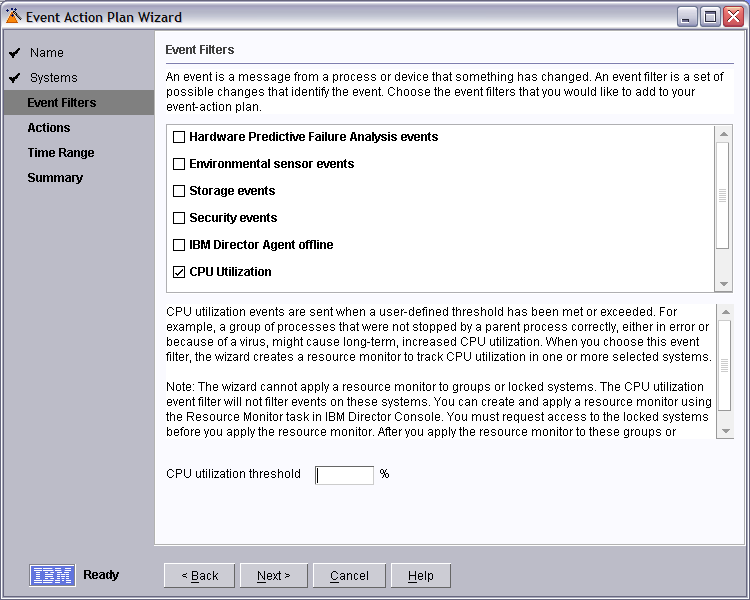 Event Action Plan Wizard
Name
Systems
Event Filters
Actions
Time Range
Summary
Event Filters
An event is a message from a process or device that something has changed. An event filter is a set of
possible changes that identify the event. Choose the event filters that you would like to add to your
event-action plan.
Hardware Predictive Failure Analysis events
Environmental sensor events
Storage events
Security events
IBM Director Agent offline
CPU Utilization
CPU utilization events are sent when a user-defined threshold has been met or exceeded. For
example, a group of processes that were not stopped by a parent process correctly, either in error or
because of a virus, might cause long-term, increased CPU utilization. When you choose this event
filter, the wizard creates a resource monitor to track CPU utilization in one or more selected systems.
Note: The wizard cannot apply a resource monitor to groups or locked systems. The CPU utilization
event filter will not filter events on these systems. You can create and apply a resource monitor using
the Resource Monitor task in IBM Director Console. You must request access to the locked systems
before you apply the resource monitor. After you apply the resource monitor to these groups or
CPU utilization threshold %
IBM Ready
< Back Next > Cancel Help